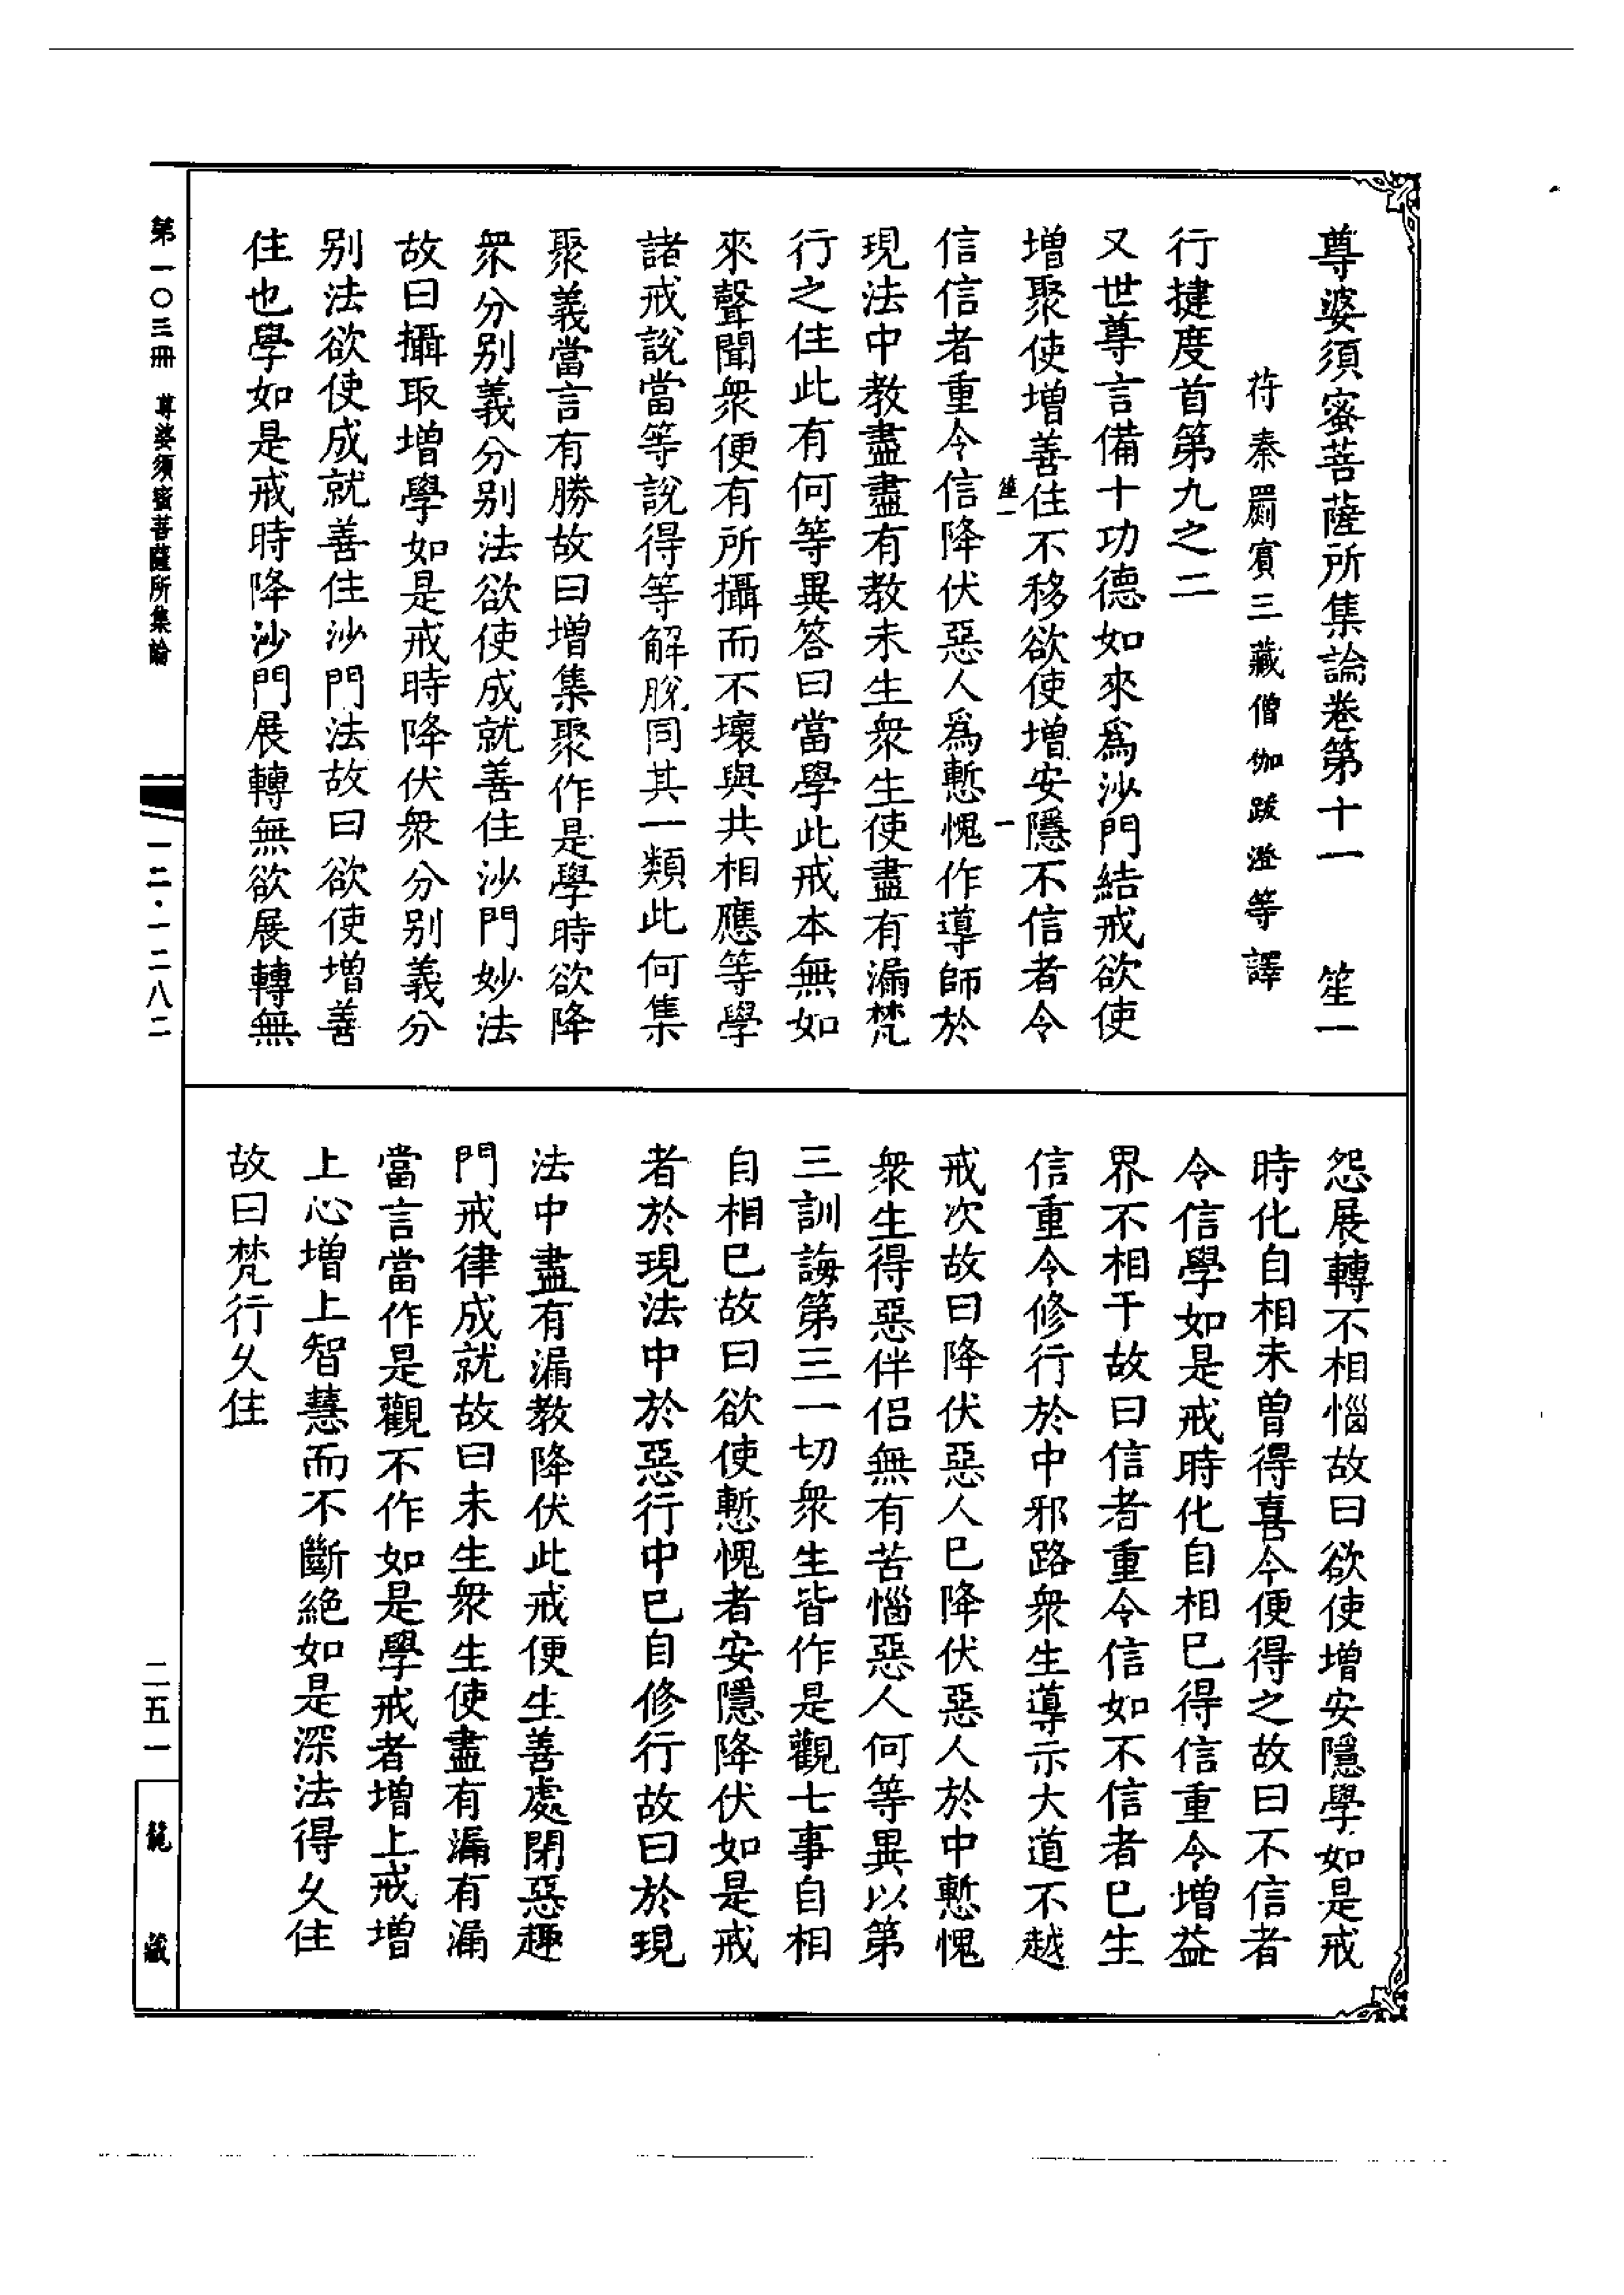 尊婆須蜜菩薩所集論卷第十一　　笙一
苻秦罽賓三藏僧伽跋澄等譯
行揵度首第九之二
又世尊言備十功德如來爲沙門結戒欲使
增聚使增善住不移欲使增安隱不信者令
笙一　一
信信者重令信降伏惡人爲慙愧作導師於
現法中教盡盡有教未生衆生使盡有漏梵
行之住此有何等異答曰當學此戒本無如
來聲聞衆便有所攝而不壞與共相應等學
諸戒說當等說得等解脫同其一類此何集
聚義當言有勝故曰增集聚作是學時欲降
衆分別義分別法欲使成就善住沙門妙法
故曰攝取增學如是戒時降伏衆分別義分
別法欲使成就善住沙門法故曰欲使增善
住也學如是戒時降沙門展轉無欲展轉無
怨展轉不相惱故曰欲使增安隱學如是戒
時化自相未曾得喜令便得之故曰不信者
令信學如是戒時化自相巳得信重令增益
界不相干故曰信者重令信如不信者巳生
信重令修行於中邪路衆生導示大道不越
戒次故曰降伏惡人巳降伏惡人於中慙愧
衆生得惡伴侶無有苦惱惡人何等異以第
三訓誨第三一切衆生皆作是觀七事自相
自相巳故曰欲使慙愧者安隱降伏如是戒
者於現法中於惡行中巳自修行故曰於現
法中盡有漏教降伏此戒便生善處閉惡趣
門戒律成就故曰未生衆生使盡有漏有漏
當言當作是觀不作如是學戒者增上戒增
上心增上智慧而不斷絕如是深法得久住
故曰梵行久住
第一〇三冊　尊婆須蜜菩薩所集論
一二·一二八二
二五一
龍藏